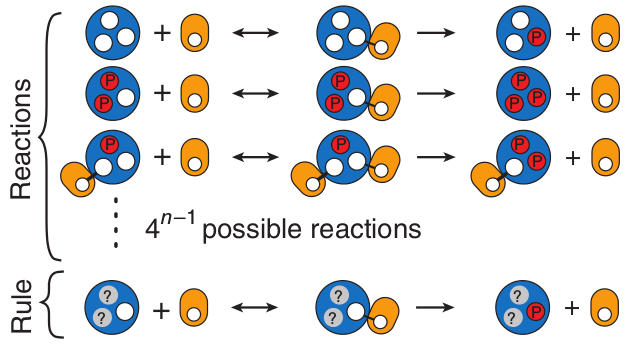 Reactions
+ ↔ → P +
P P + ↔ P P → P P P +
P + ↔ P → P P +
4^{n−1} possible reactions
Rule
? ? + ↔ ? ? → ? ? P +